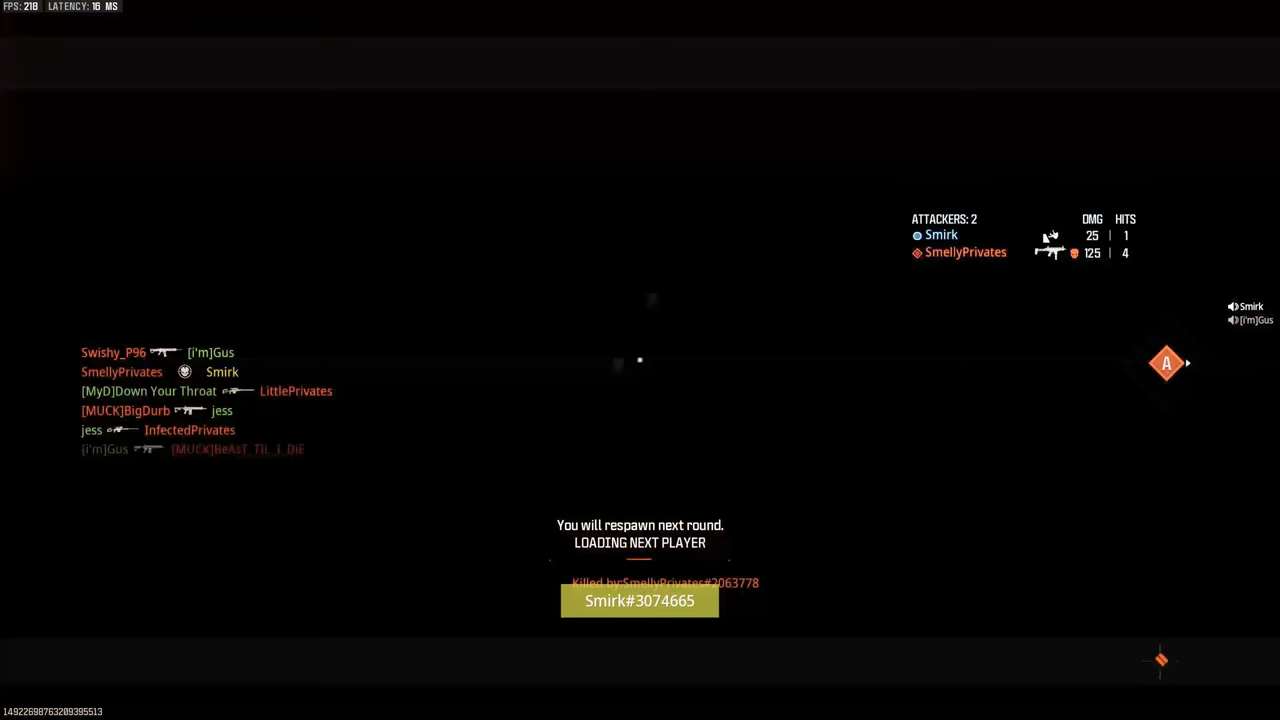 FPS: 218 LATENCY: 16 MS
ATTACKERS: 2 DMG HITS
Smirk 25 | 1
SmellyPrivates 125 | 4
Smirk
[i'm]Gus
Swishy_P96 [i'm]Gus
SmellyPrivates Smirk
A
[MyD]Down Your Throat LittlePrivates
[MUCK]BigDurb jess
jess InfectedPrivates
[i'm]Gus [MUCK]BeAsT_TiL_I_DiE
You will respawn next round.
LOADING NEXT PLAYER
Killed by:SmellyPrivates#2063778
Smirk#3074665
14922698763209395513